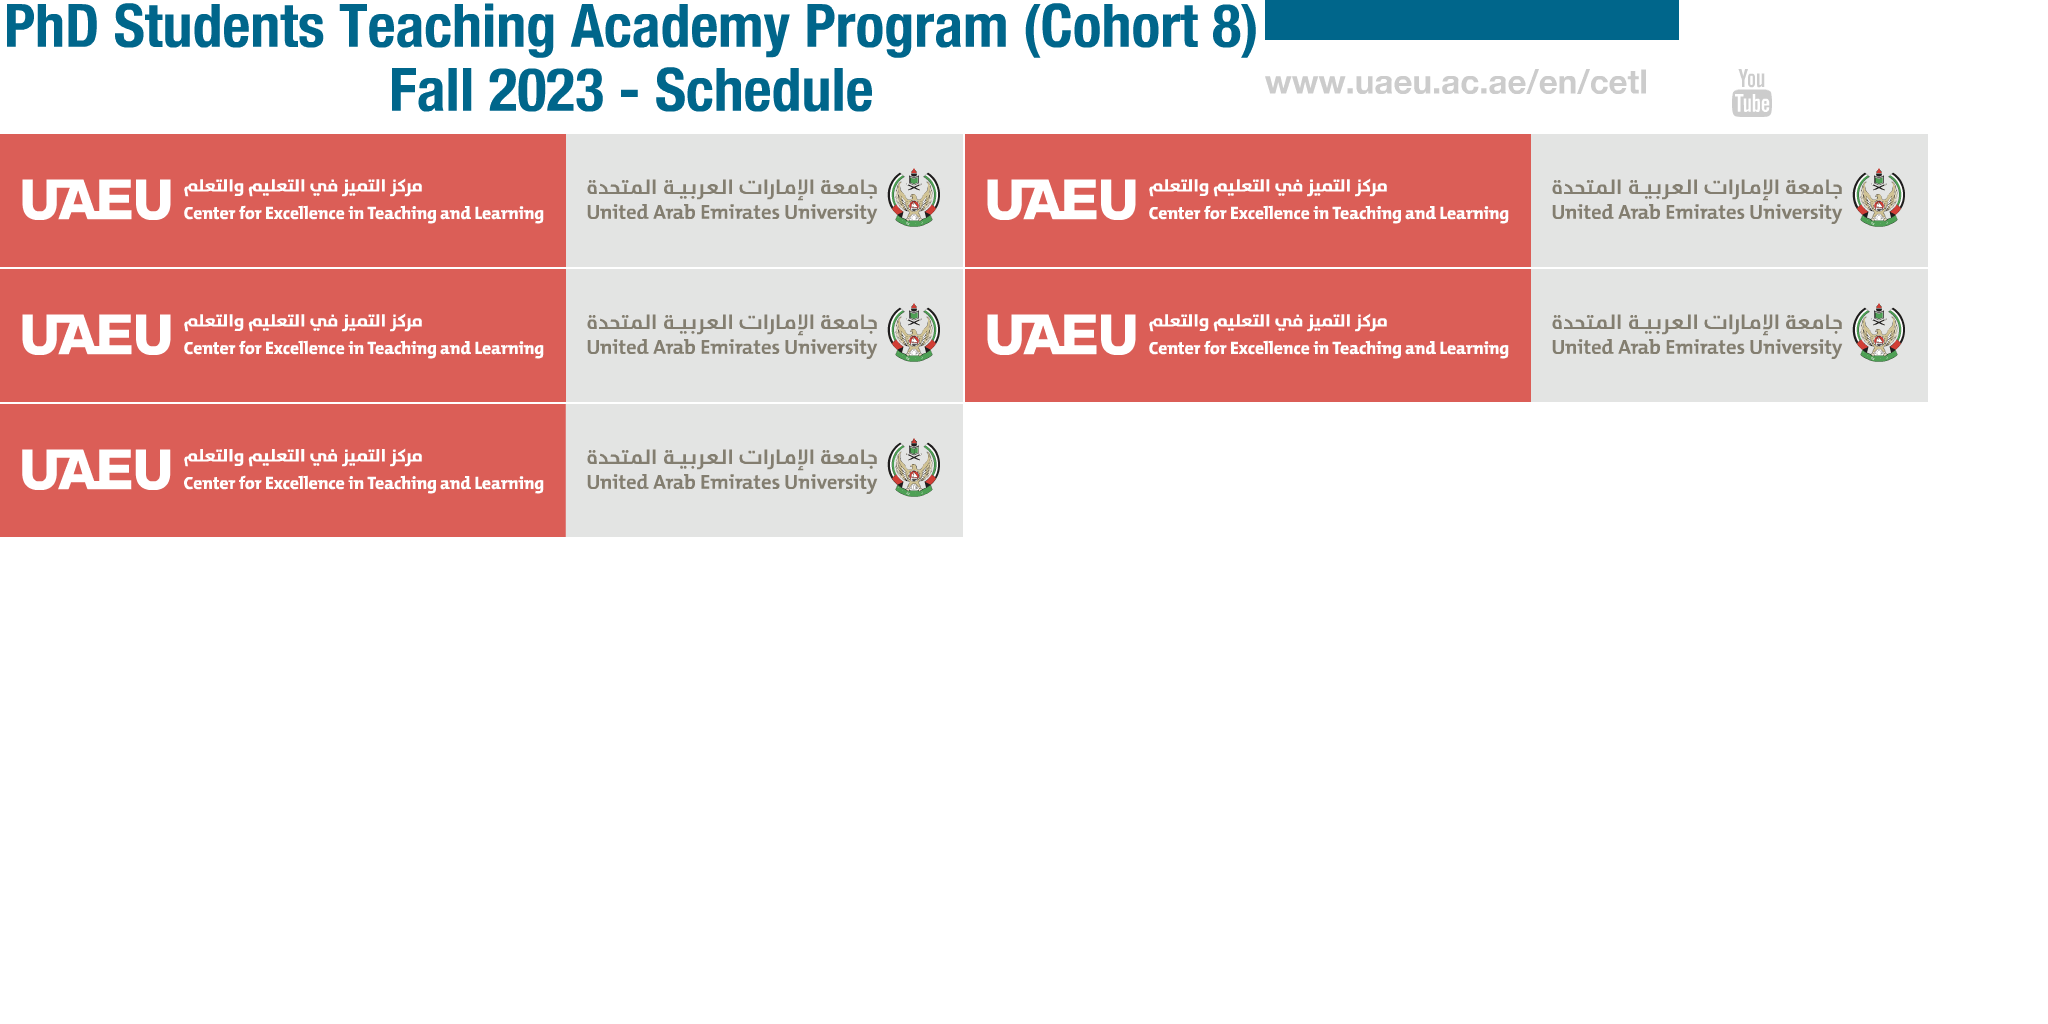 PhD Students Teaching Academy Program (Cohort 8)
Fall 2023 - Schedule
www.uaeu.ac.ae/en/cetl
You
Tube
UAEU
مركز التميز في التعليم والتعلم
Center for Excellence in Teaching and Learning
جامعة الإمارات العربيـة المتحدة
United Arab Emirates University
UAEU
مركز التميز في التعليم والتعلم
Center for Excellence in Teaching and Learning
جامعة الإمارات العربيـة المتحدة
United Arab Emirates University
UAEU
مركز التميز في التعليم والتعلم
Center for Excellence in Teaching and Learning
جامعة الإمارات العربيـة المتحدة
United Arab Emirates University
UAEU
مركز التميز في التعليم والتعلم
Center for Excellence in Teaching and Learning
جامعة الإمارات العربيـة المتحدة
United Arab Emirates University
UAEU
مركز التميز في التعليم والتعلم
Center for Excellence in Teaching and Learning
جامعة الإمارات العربيـة المتحدة
United Arab Emirates University